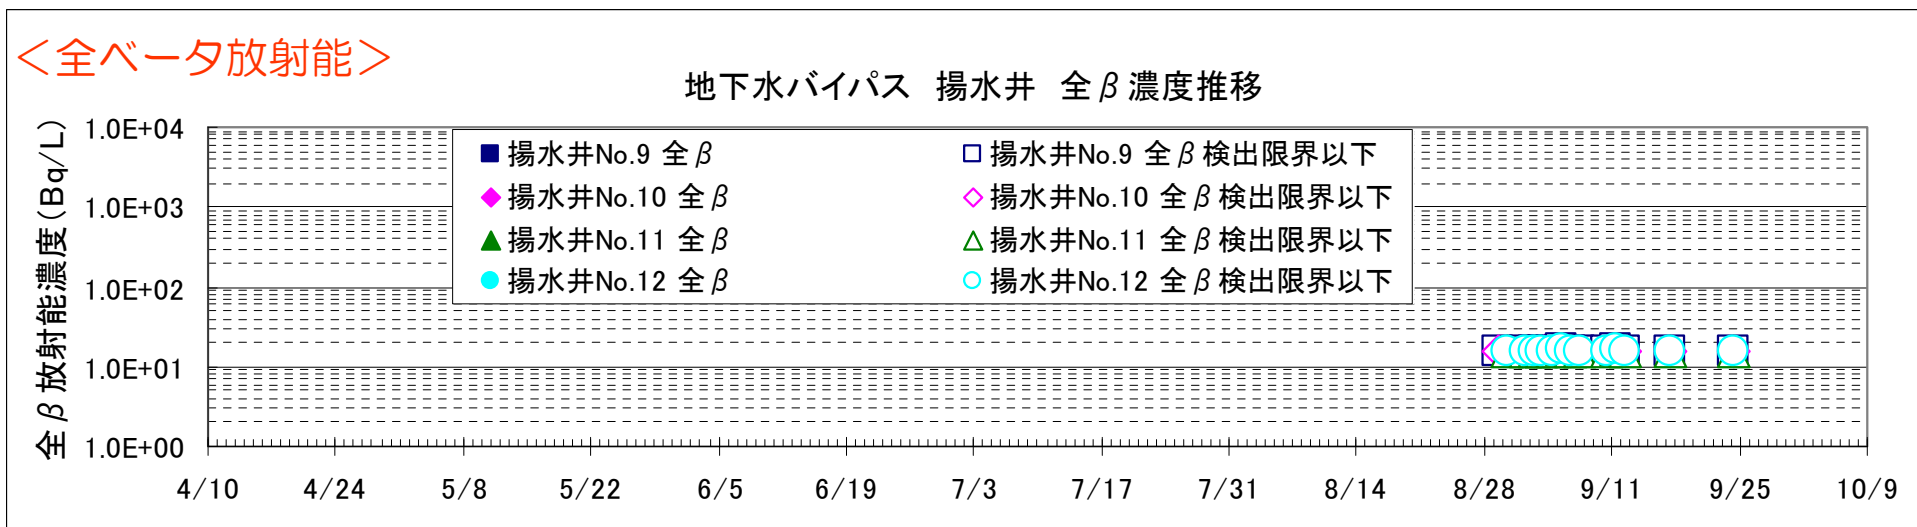 ＜全ベータ放射能＞
地下水バイパス　揚水井　全β濃度推移
全β放射能濃度(Bq/L)
1.0E+04
1.0E+03
1.0E+02
1.0E+01
1.0E+00
揚水井No.9 全β
揚水井No.9 全β検出限界以下
揚水井No.10 全β
揚水井No.10 全β検出限界以下
揚水井No.11 全β
揚水井No.11 全β検出限界以下
揚水井No.12 全β
揚水井No.12 全β検出限界以下
4/10 4/24 5/8 5/22 6/5 6/19 7/3 7/17 7/31 8/14 8/28 9/11 9/25 10/9